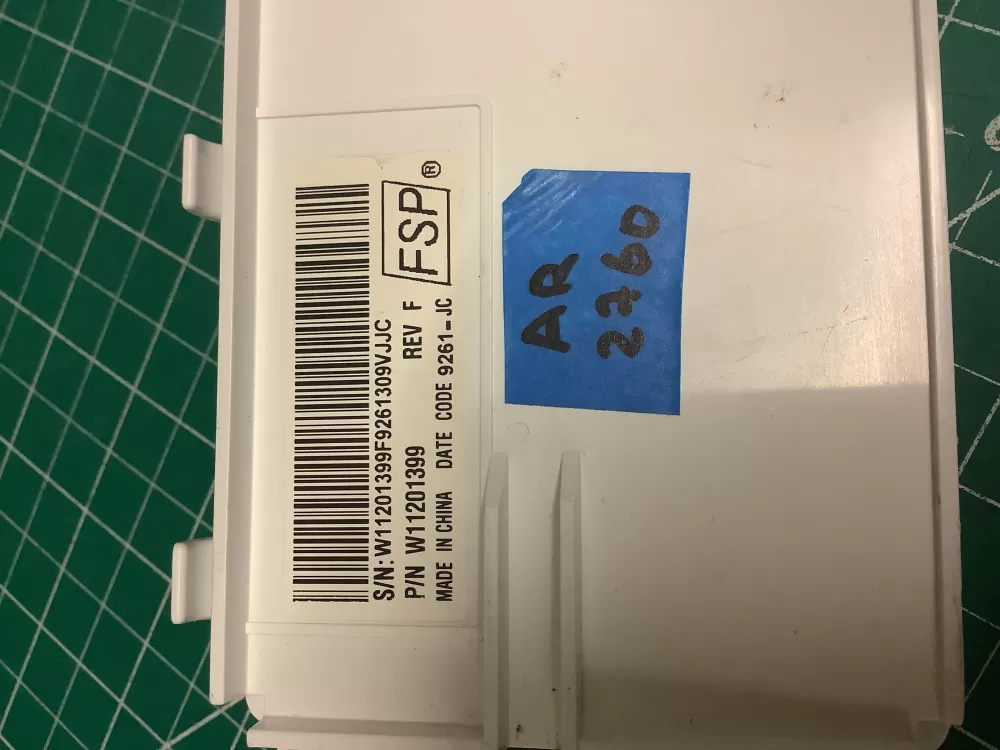 S/N:W11201399F9261309VJJC
P/N W11201399 REV F
MADE IN CHINA DATE CODE 9261-JC
FSP®
AR
2760